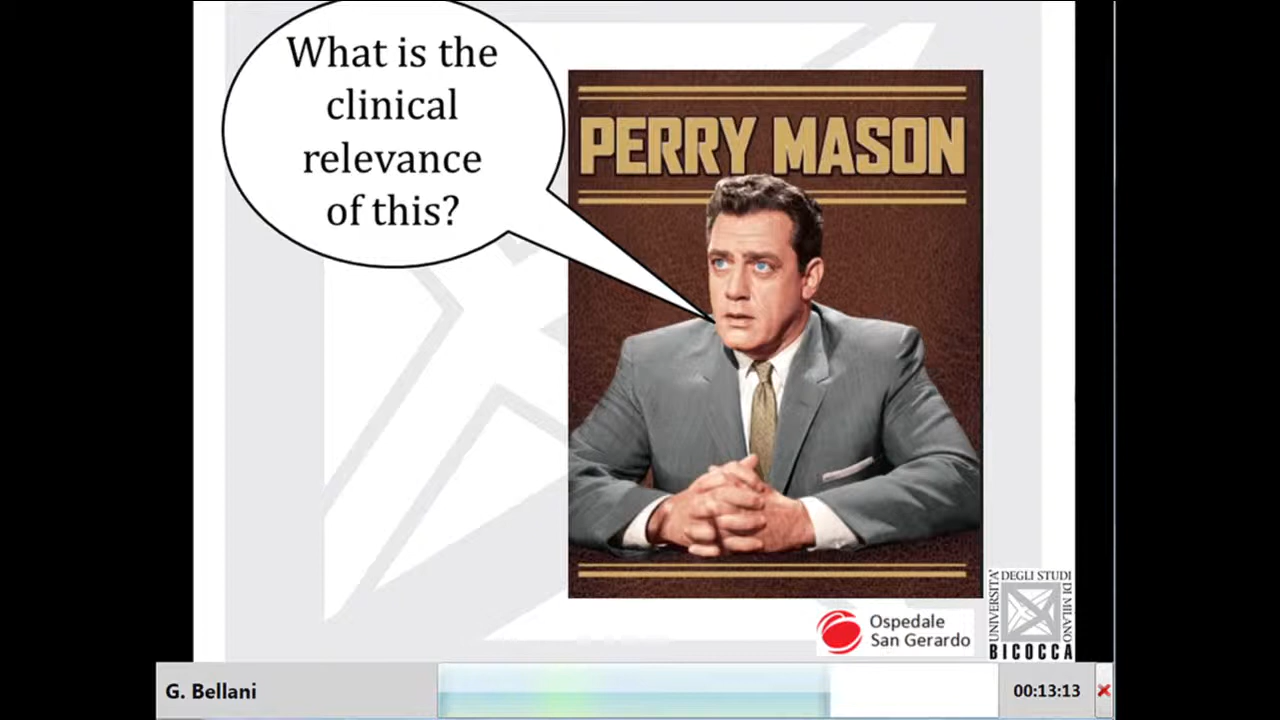 What is the
clinical
relevance
of this?
PERRY MASON
Ospedale
San Gerardo
UNIVERSITA'
DEGLI STUDI
DI MILANO
BICOCCA
G. Bellani
00:13:13